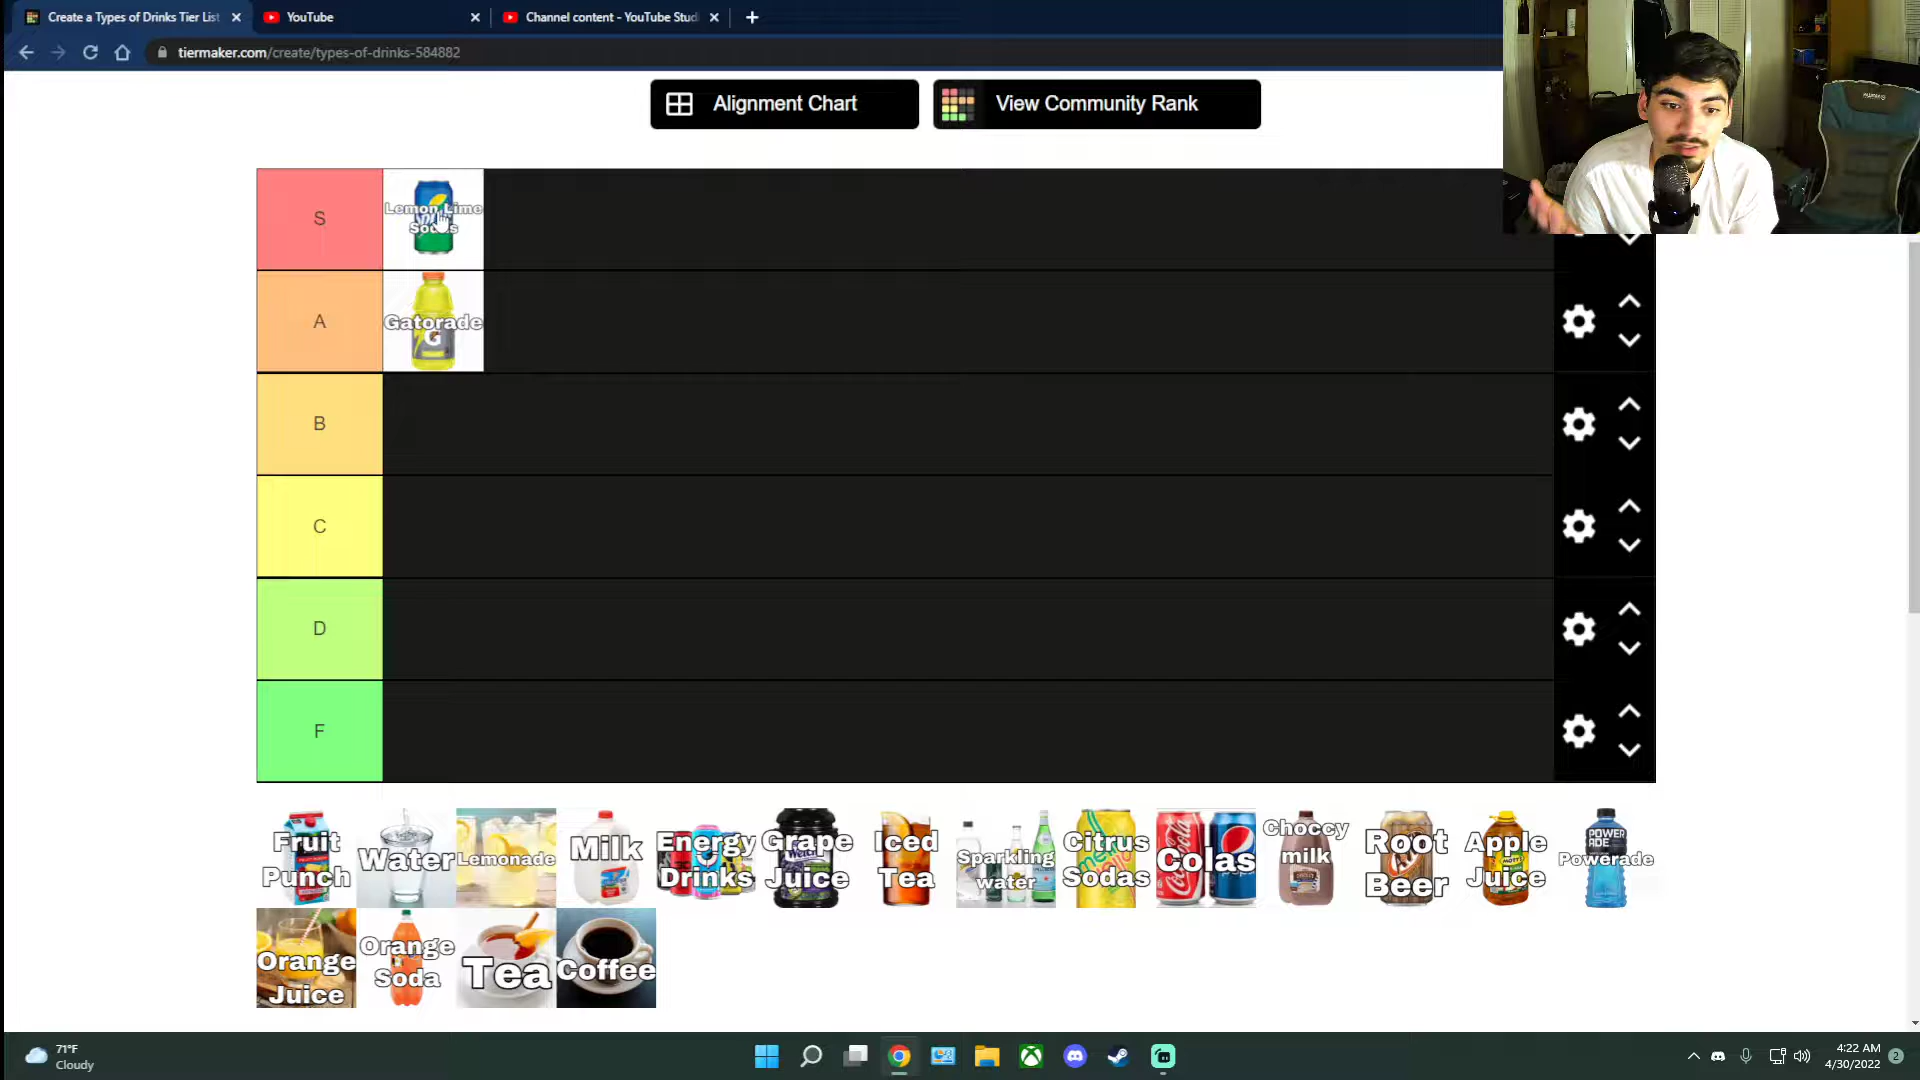 Create a Types of Drinks Tier List
YouTube
Channel content - YouTube Stud
tiermaker.com/create/types-of-drinks-584882
Alignment Chart
View Community Rank
S
Lemon Lime
Sodas
A
Gatorade
G
B
C
D
F
Fruit
Punch
Water
Lemonade
Milk
Energy
Drinks
Grape
Juice
Welch's
Iced
Tea
Sparkling
water
Citrus
Sodas
Colas
Choccy
milk
Root
Beer
Apple
Juice
POWER
ADE
Powerade
Orange
Juice
Orange
Soda
Tea
Coffee
71°F
Cloudy
4:22 AM
4/30/2022
2